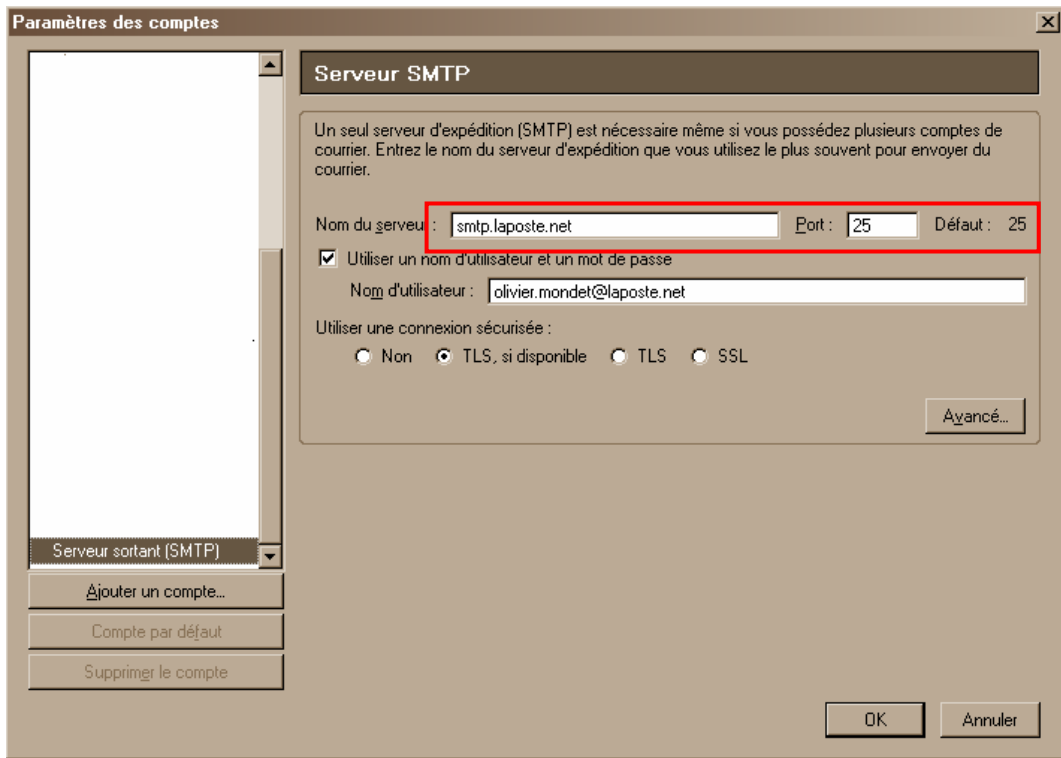 Paramètres des comptes
Serveur SMTP
Un seul serveur d'expédition (SMTP) est nécessaire même si vous possédez plusieurs comptes de
courrier. Entrez le nom du serveur d'expédition que vous utilisez le plus souvent pour envoyer du
courrier.
Nom du serveur : smtp.laposte.net Port : 25 Défaut : 25
Utiliser un nom d'utilisateur et un mot de passe
Nom d'utilisateur : olivier.mondet@laposte.net
Utiliser une connexion sécurisée :
Non TLS, si disponible TLS SSL
Avancé...
Serveur sortant (SMTP)
Ajouter un compte...
Compte par défaut
Supprimer le compte
OK Annuler